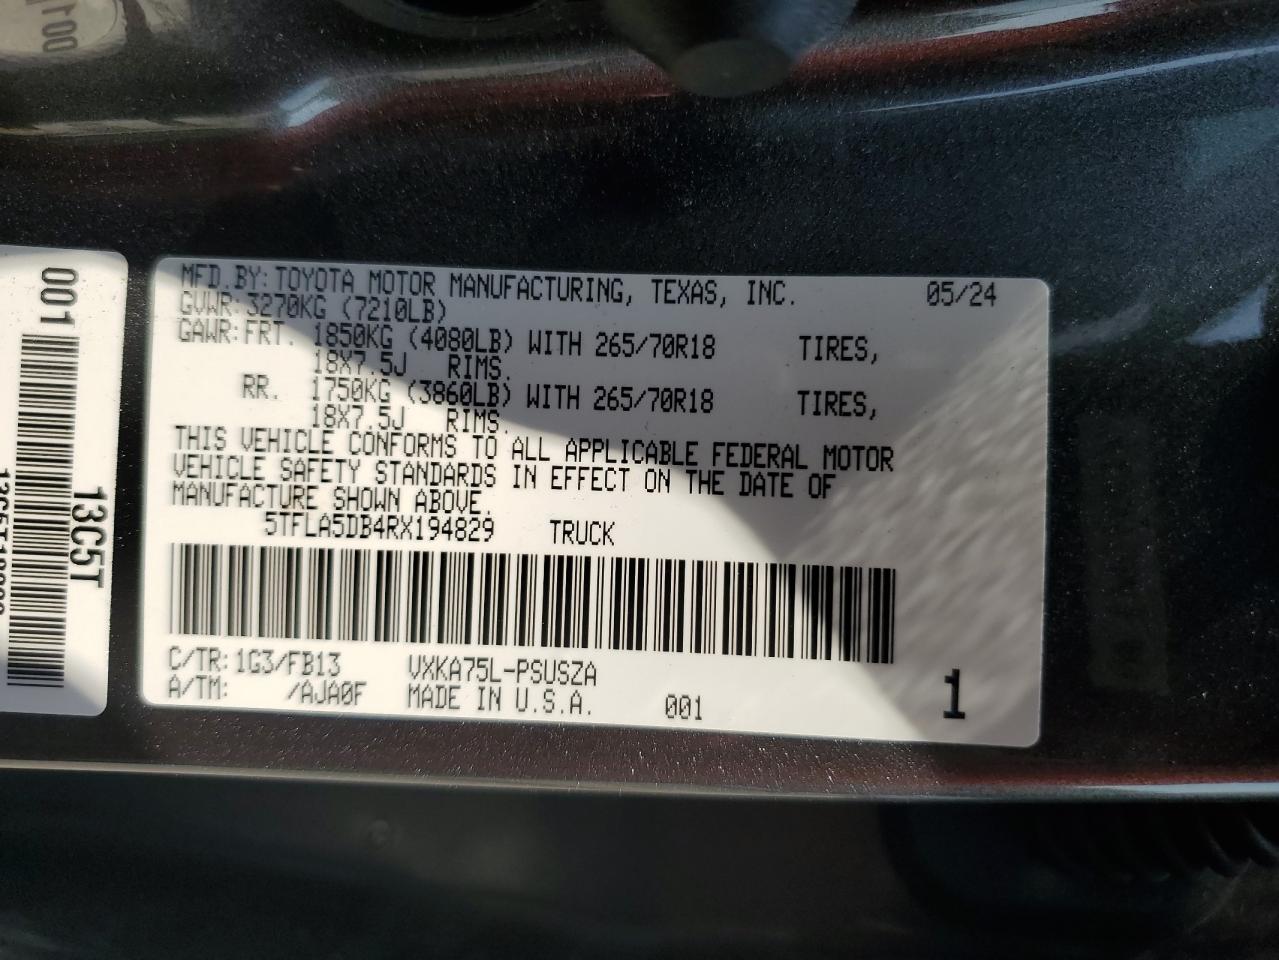 MFD.BY: TOYOTA MOTOR MANUFACTURING, TEXAS, INC. 05/24
GVWR: 3270KG (7210LB)
GAWR: FRT. 1850KG (4080LB) WITH 265/70R18 TIRES,
18X7.5J RIMS.
RR. 1750KG (3860LB) WITH 265/70R18 TIRES,
18X7.5J RIMS.
THIS VEHICLE CONFORMS TO ALL APPLICABLE FEDERAL MOTOR
VEHICLE SAFETY STANDARDS IN EFFECT ON THE DATE OF
MANUFACTURE SHOWN ABOVE.
5TFLA5DB4RX194829 TRUCK
C/TR: 1G3/FB13 VXKA75L-PSUSZA
A/TM: /AJA0F MADE IN U.S.A. 001 1
001
13C5T